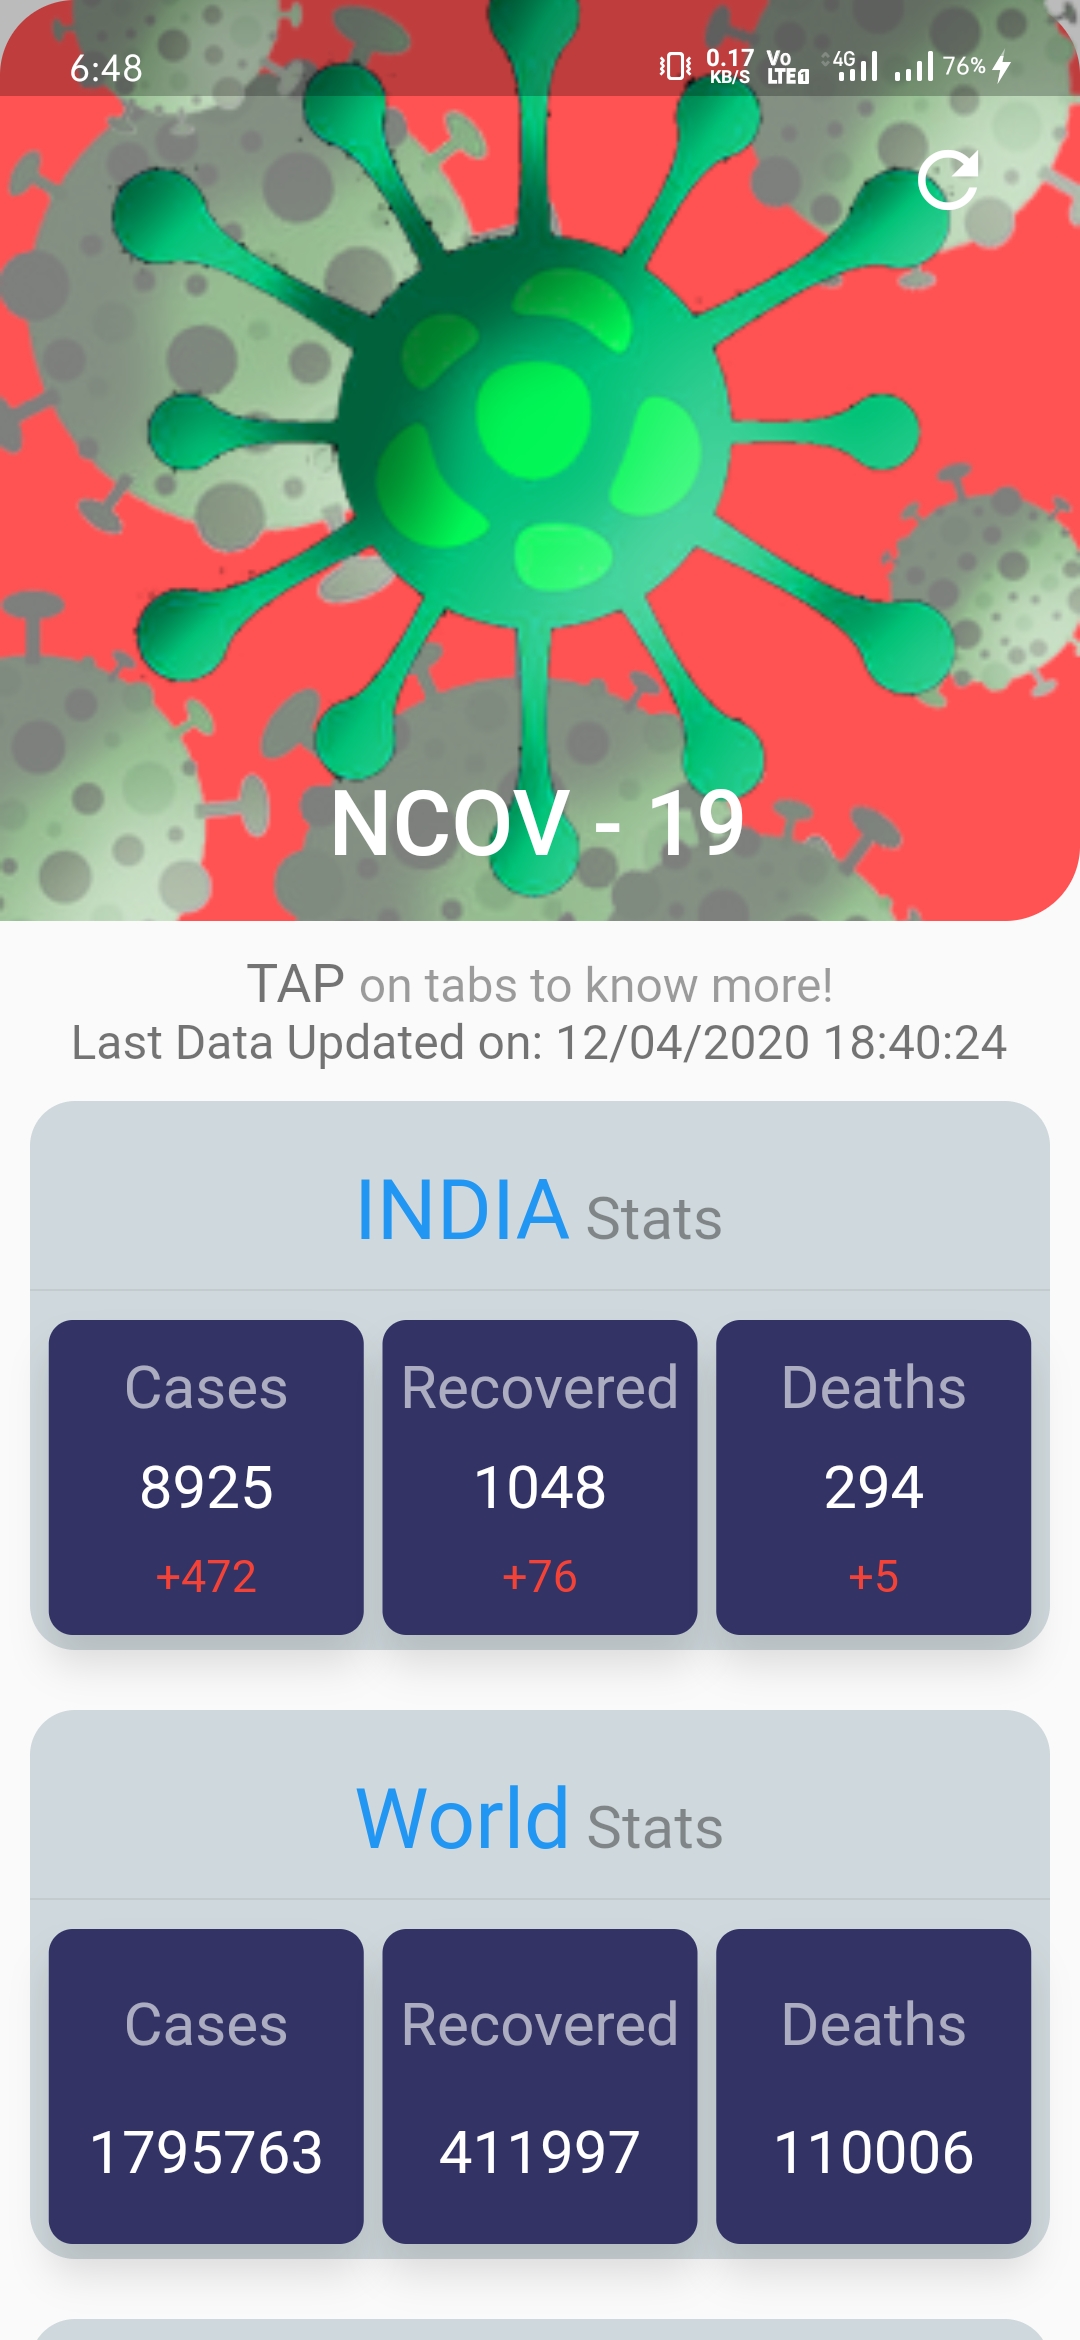 6:48
0.17
KB/S
Vo
LTE1
4G
76%
NCOV - 19
TAP on tabs to know more!
Last Data Updated on: 12/04/2020 18:40:24
INDIA Stats
Cases
Recovered
Deaths
8925
1048
294
+472
+76
+5
World Stats
Cases
Recovered
Deaths
1795763
411997
110006